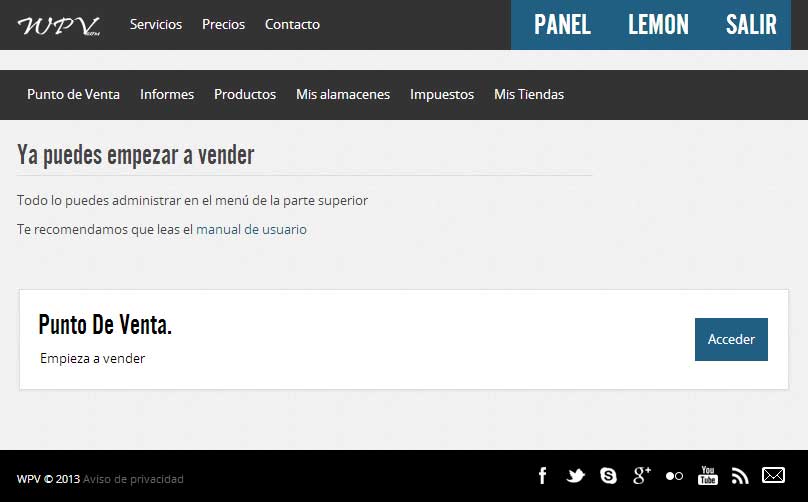 WPV.com Servicios Precios Contacto PANEL LEMON SALIR
Punto de Venta Informes Productos Mis alamacenes Impuestos Mis Tiendas
Ya puedes empezar a vender
Todo lo puedes administrar en el menú de la parte superior
Te recomendamos que leas el manual de usuario
Punto De Venta.
Empieza a vender
Acceder
WPV © 2013 Aviso de privacidad
You Tube